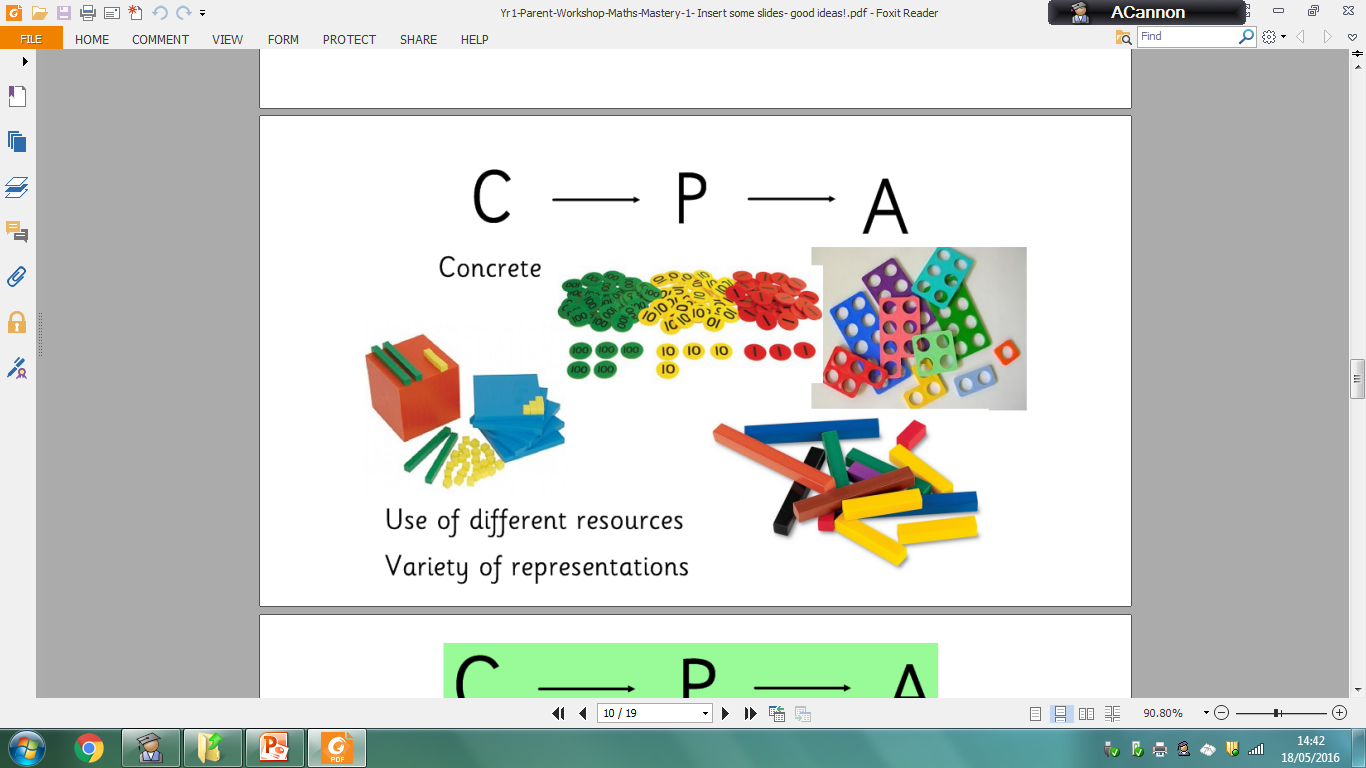 Yr1-Parent-Workshop-Maths-Mastery-1- Insert some slides- good ideas!.pdf - Foxit Reader
ACannon
FILE HOME COMMENT VIEW FORM PROTECT SHARE HELP
Find
C P A
Concrete
100 100 100 10 10 10 1 1 1
100 100 10
Use of different resources
Variety of representations
C P A
10 / 19
90.80%
PDF
14:42
18/05/2016